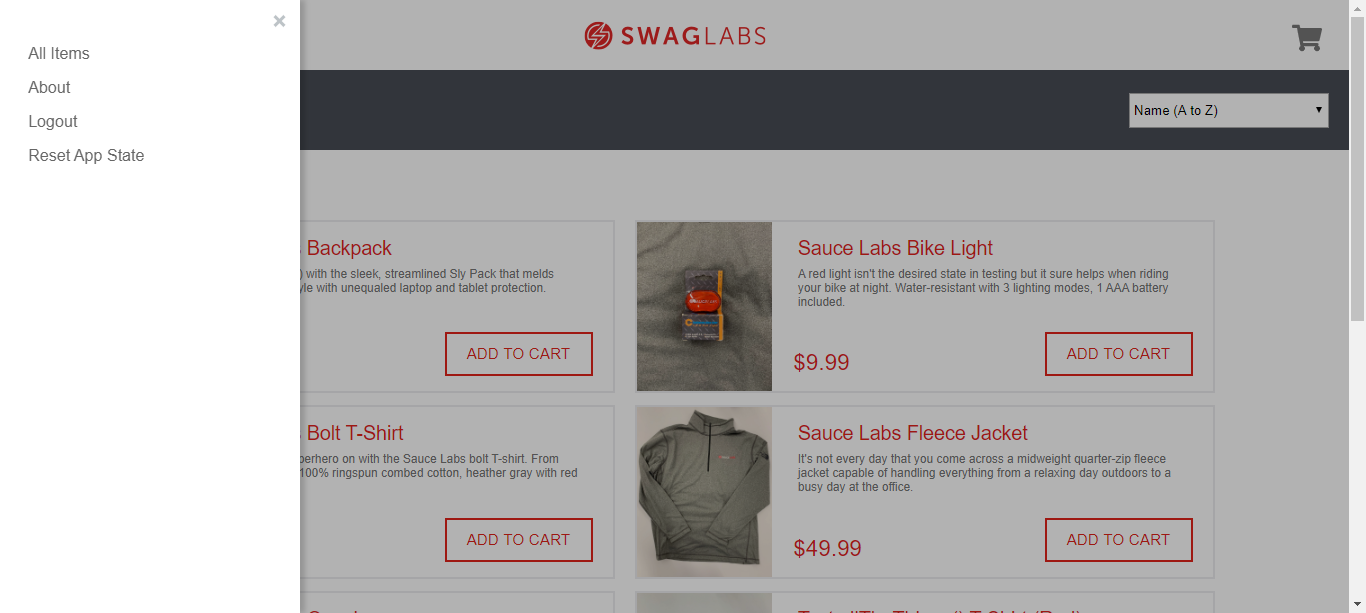 ×
All Items
About
Logout
Reset App State
SWAGLABS
Name (A to Z)
Backpack
) with the sleek, streamlined Sly Pack that melds
yle with unequaled laptop and tablet protection.
ADD TO CART
Sauce Labs Bike Light
A red light isn't the desired state in testing but it sure helps when riding
your bike at night. Water-resistant with 3 lighting modes, 1 AAA battery
included.
$9.99
ADD TO CART
Bolt T-Shirt
perhero on with the Sauce Labs bolt T-shirt. From
100% ringspun combed cotton, heather gray with red
ADD TO CART
Sauce Labs Fleece Jacket
It's not every day that you come across a midweight quarter-zip fleece
jacket capable of handling everything from a relaxing day outdoors to a
busy day at the office.
$49.99
ADD TO CART